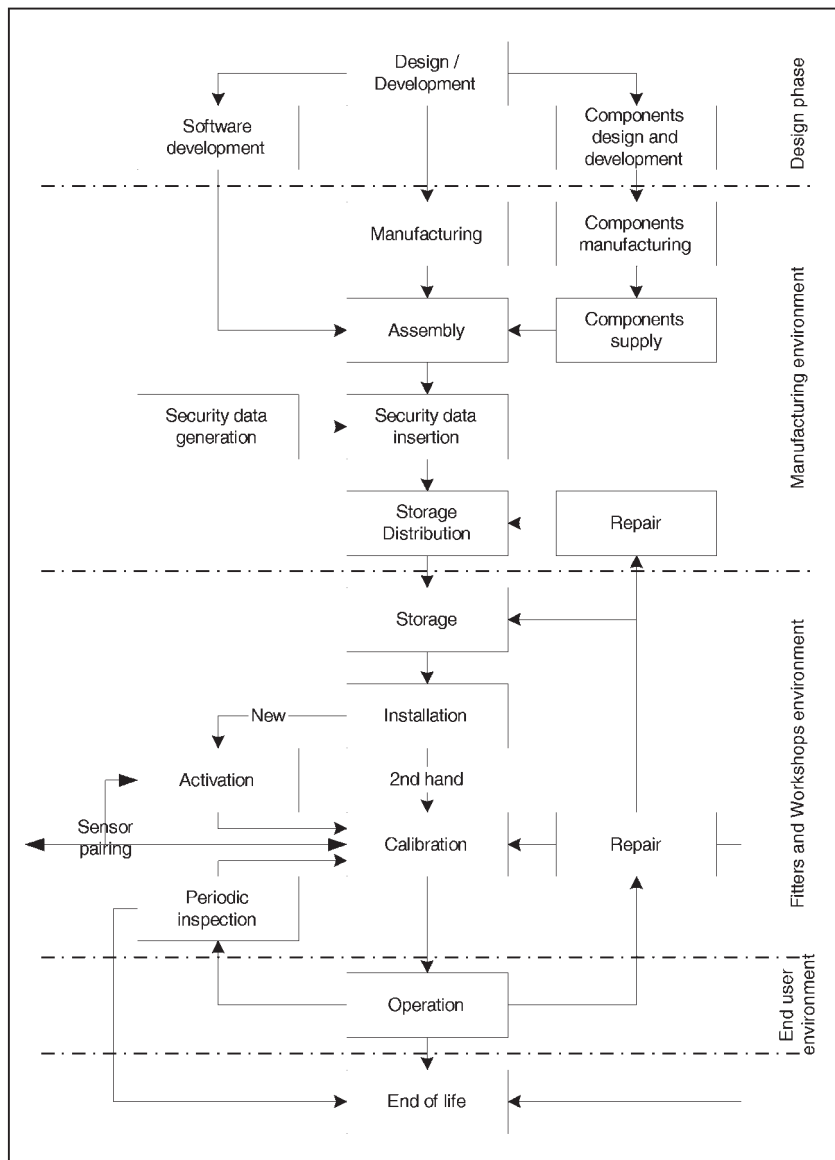 Design /
Development
Software
development
Components
design and
development
Design phase
Manufacturing
Components
manufacturing
Assembly
Components
supply
Security data
generation
Security data
insertion
Manufacturing environment
Storage
Distribution
Repair
Storage
New
Installation
Activation
2nd hand
Sensor
pairing
Calibration
Repair
Fitters and Workshops environment
Periodic
inspection
Operation
End user
environment
End of life